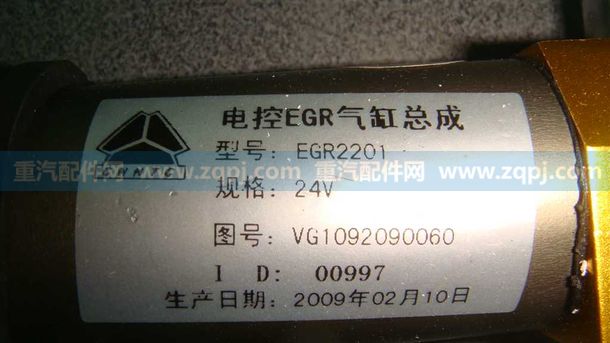 电控EGR气缸总成
型号: EGR2201
重汽配件网 www.zqpj.com 重汽配件网 www.zqpj.com
规格: 24V
图号: VG1092090060
I D: 00997
生产日期: 2009年02月10日